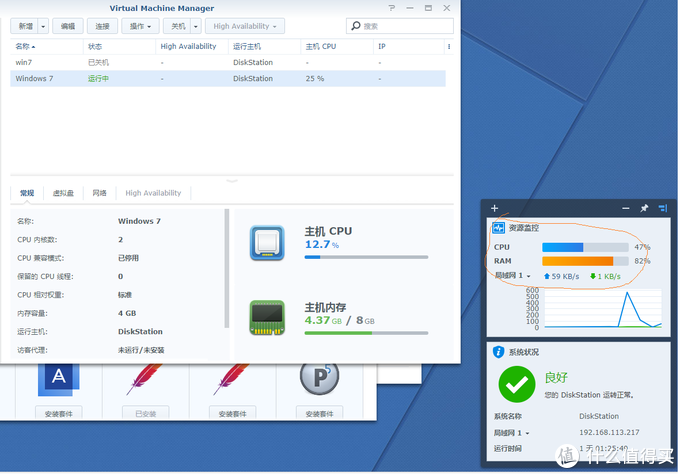 Virtual Machine Manager
新增 编辑 连接 操作 关机 High Availability 搜索
名称 状态 High Availability 运行主机 主机 CPU IP
win7 已关机 - DiskStation - -
Windows 7 运行中 - DiskStation 25 % -
常规 虚拟盘 网络 High Availability
名称: Windows 7
CPU 内核数: 2
CPU 兼容模式: 已停用
保留的 CPU 线程: 0
CPU 相对权重: 标准
内存容量: 4 GB
运行主机: DiskStation
访客代理: 未运行/未安装
主机 CPU
12.7 %
主机内存
4.37 GB / 8 GB
安装套件 已安装 安装套件 安装套件
资源监控
CPU 47%
RAM 82%
局域网 1 59 KB/s 1 KB/s
600
500
400
300
200
100
0
系统状况
良好
您的 DiskStation 运转正常。
系统名称 DiskStation
局域网 1 192.168.113.217
运行时间 1 天 01:25:40
值 什么值得买